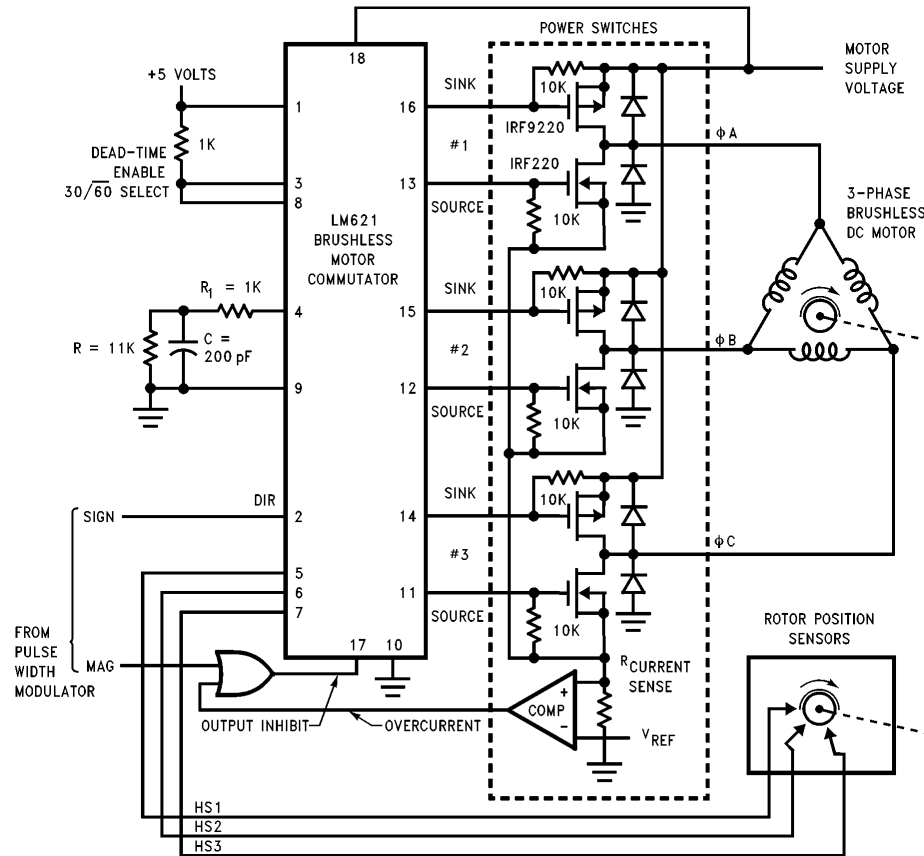 POWER SWITCHES
18
+5 VOLTS
MOTOR
SUPPLY
VOLTAGE
SINK
10K
1
16
IRF9220
1K
#1
ϕA
DEAD-TIME
ENABLE
30/60 SELECT
IRF220
3
13
8
SOURCE
10K
3-PHASE
BRUSHLESS
DC MOTOR
LM621
BRUSHLESS
MOTOR
COMMUTATOR
SINK
10K
R1 = 1K
4
15
R = 11K
C =
200 pF
#2
ϕB
9
12
SOURCE
10K
SINK
10K
DIR
SIGN
2
14
#3
ϕC
5
6
7
11
SOURCE
10K
FROM
PULSE
WIDTH
MODULATOR
MAG
17
10
RCURRENT
SENSE
ROTOR POSITION
SENSORS
+
COMP
−
OUTPUT INHIBIT
OVERCURRENT
VREF
HS1
HS2
HS3